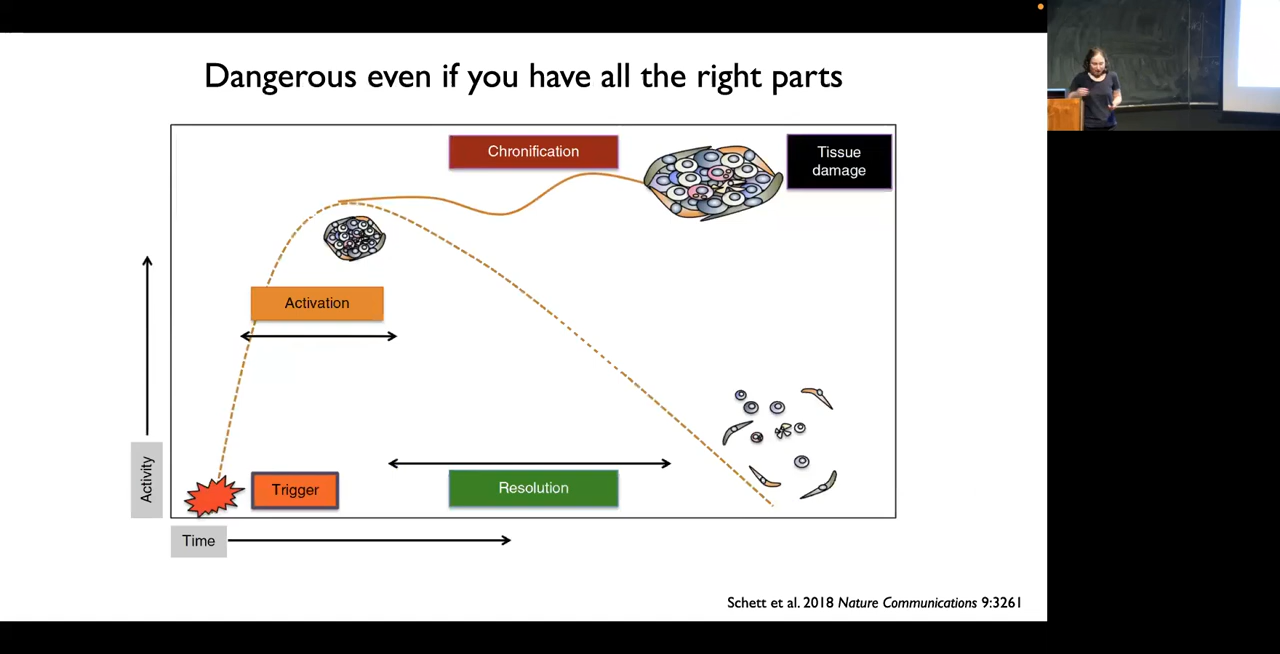 Dangerous even if you have all the right parts
Chronification
Tissue
damage
Activation
Activity
Trigger
Resolution
Time
Schett et al. 2018 Nature Communications 9:3261